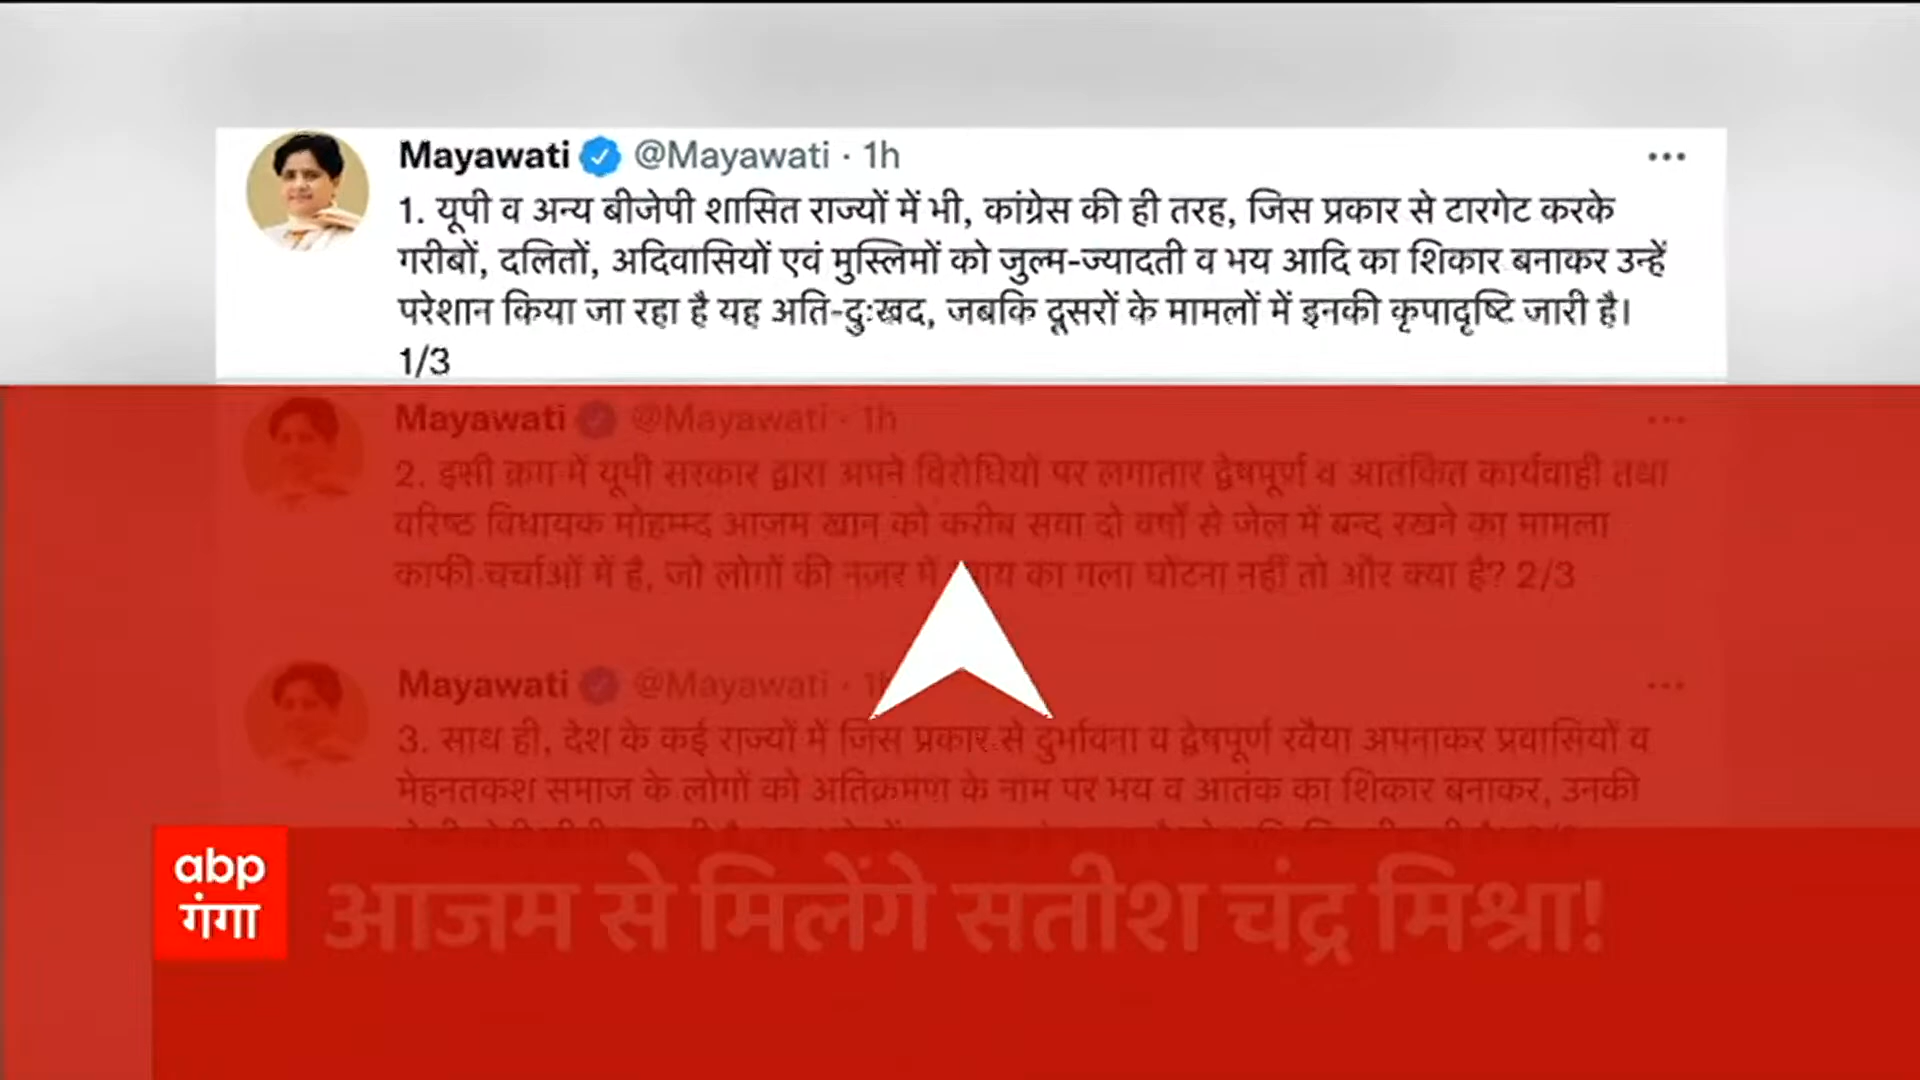 Mayawati @Mayawati · 1h
1. यूपी व अन्य बीजेपी शासित राज्यों में भी, कांग्रेस की ही तरह, जिस प्रकार से टारगेट करके
गरीबों, दलितों, अदिवासियों एवं मुस्लिमों को जुल्म-ज्यादती व भय आदि का शिकार बनाकर उन्हें
परेशान किया जा रहा है यह अति-दुःखद, जबकि दूसरों के मामलों में इनकी कृपादृष्टि जारी है।
1/3
Mayawati @Mayawati · 1h
2. इसी क्रम में यूपी सरकार द्वारा अपने विरोधियों पर लगातार द्वेषपूर्ण व आतंकित कार्यवाही तथा
वरिष्ठ विधायक मोहम्मद आजम खान को करीब सवा दो वर्षों से जेल में बन्द रखने का मामला
काफी चर्चाओं में है, जो लोगों की नजर में का गला घोंटना नहीं तो और क्या है? 2/3
Mayawati @Mayawati · 1h
3. साथ ही, देश के कई राज्यों में जिस प्रकार से दुर्भावना व द्वेषपूर्ण रवैया अपनाकर प्रवासियों व
मेहनतकश समाज के लोगों को अतिक्रमण के नाम पर भय व आतंक का शिकार बनाकर, उनकी
abp
गंगा
आजम से मिलेंगे सतीश चंद्र मिश्रा!